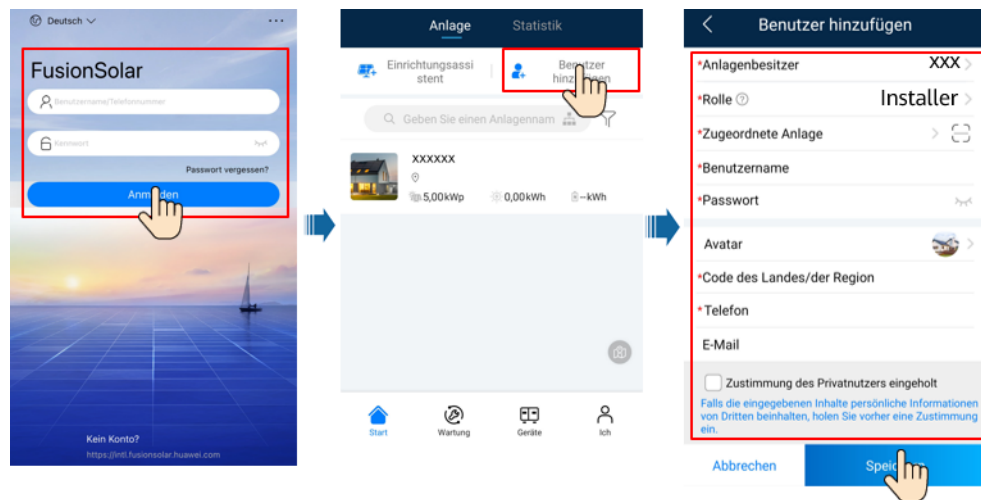 Deutsch
FusionSolar
Benutzername/Telefonnummer
Kennwort
Passwort vergessen?
Kein Konto?
https://intl.fusionsolar.huawei.com
Anlage Statistik
Einrichtungsassi
stent
Geben Sie einen Anlagennam
XXXXXX
5,00kWp 0,00kWh --kWh
Start Wartung Geräte Ich
Benutzer hinzufügen
*Anlagenbesitzer XXX
*Rolle Installer
*Zugeordnete Anlage
*Benutzername
*Passwort
Avatar
*Code des Landes/der Region
*Telefon
E-Mail
Zustimmung des Privatnutzers eingeholt
Falls die eingegebenen Inhalte persönliche Informationen
von Dritten beinhalten, holen Sie vorher eine Zustimmung
ein.
Abbrechen